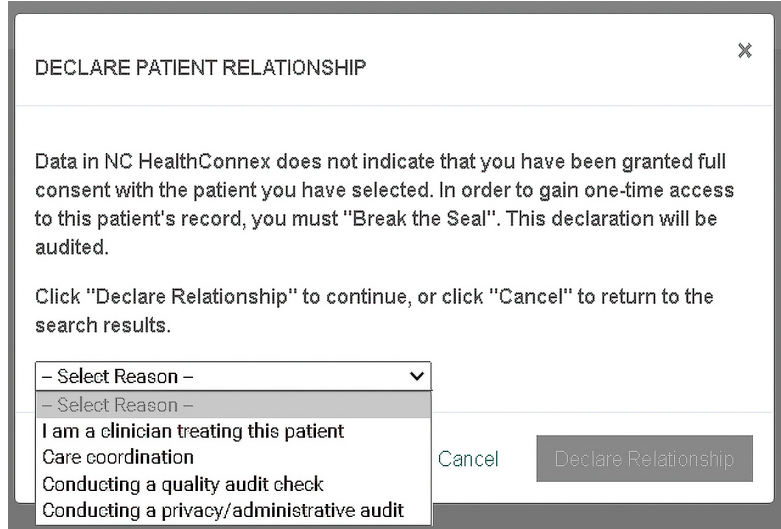 DECLARE PATIENT RELATIONSHIP
×
Data in NC HealthConnex does not indicate that you have been granted full
consent with the patient you have selected. In order to gain one-time access
to this patient's record, you must "Break the Seal". This declaration will be
audited.
Click "Declare Relationship" to continue, or click "Cancel" to return to the
search results.
– Select Reason –
– Select Reason –
I am a clinician treating this patient
Care coordination
Conducting a quality audit check
Conducting a privacy/administrative audit
Cancel
Declare Relationship